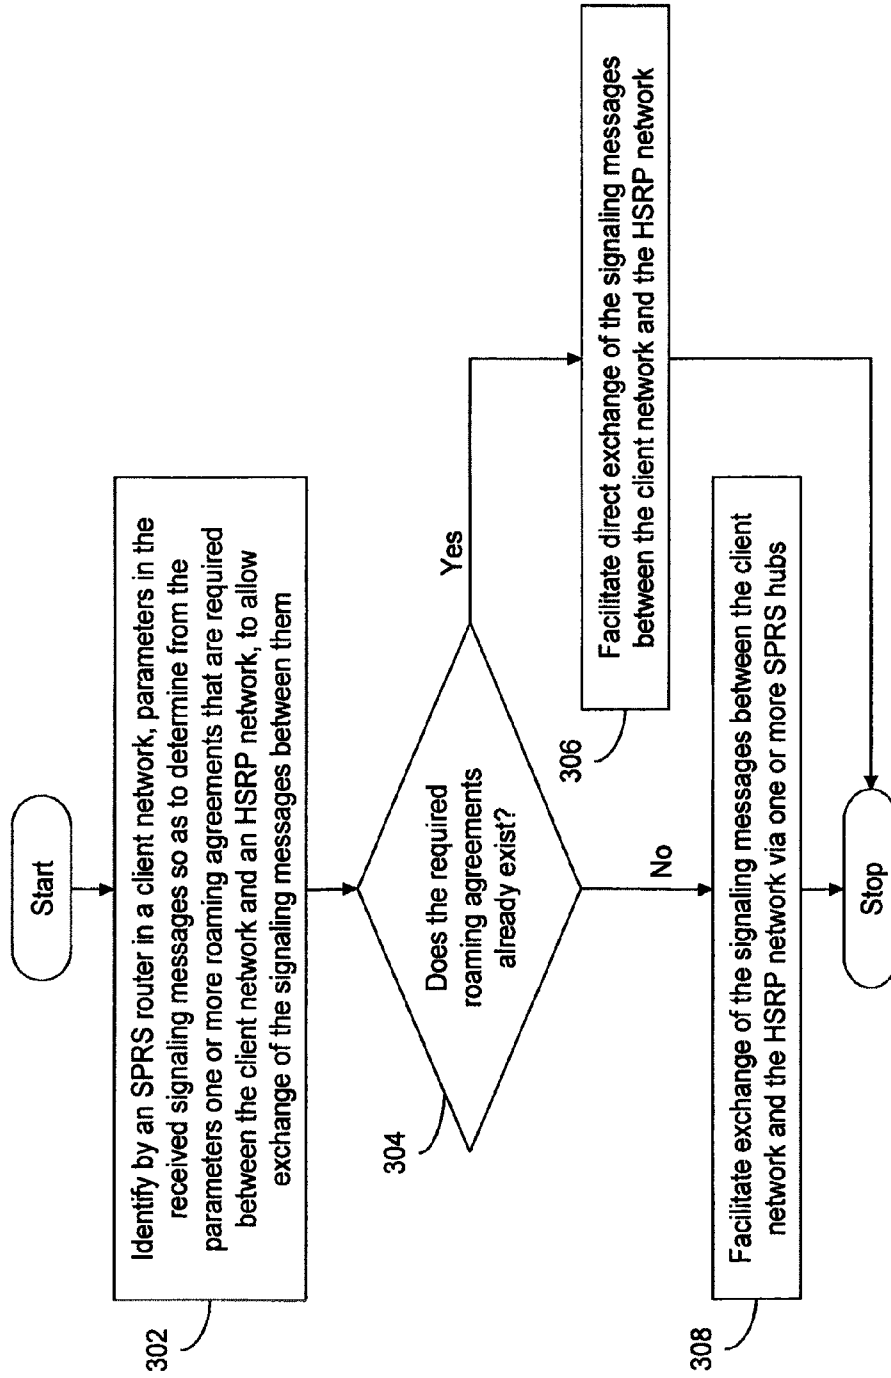 Start
Identify by an SPRS router in a client network, parameters in the
received signaling messages so as to determine from the
parameters one or more roaming agreements that are required
between the client network and an HSRP network, to allow
exchange of the signaling messages between them
302
Does the required
roaming agreements
already exist?
304
Yes
Facilitate direct exchange of the signaling messages
between the client network and the HSRP network
306
No
Facilitate exchange of the signaling messages between the client
network and the HSRP network via one or more SPRS hubs
308
Stop